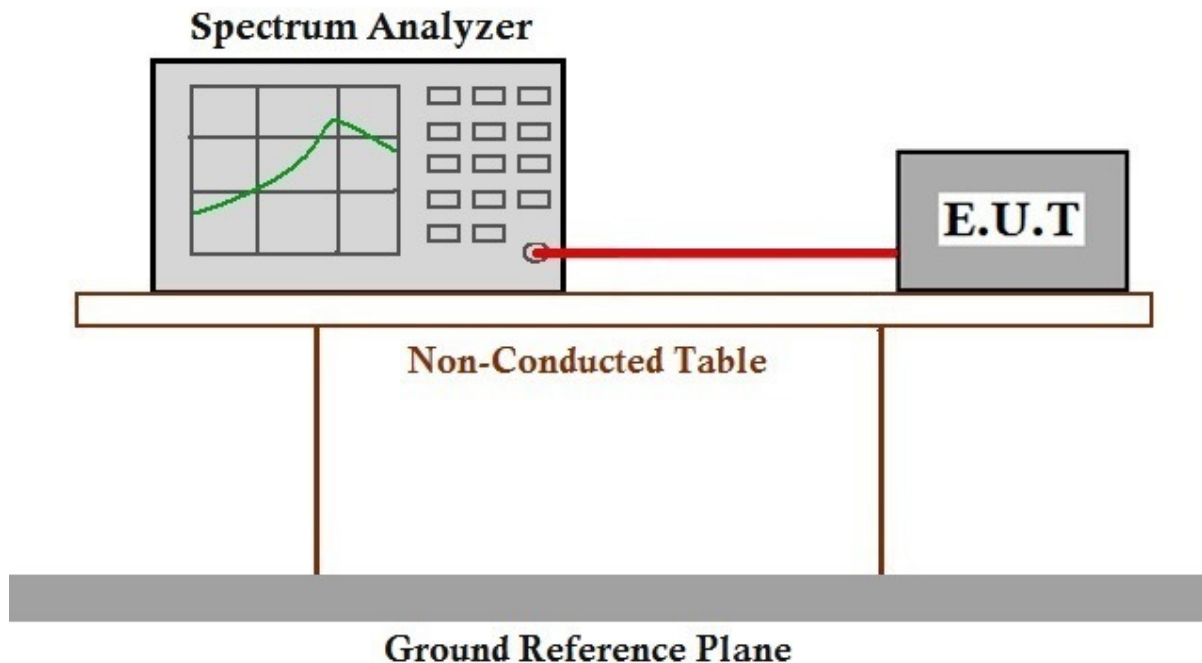 Spectrum Analyzer
E.U.T
Non-Conducted Table
Ground Reference Plane